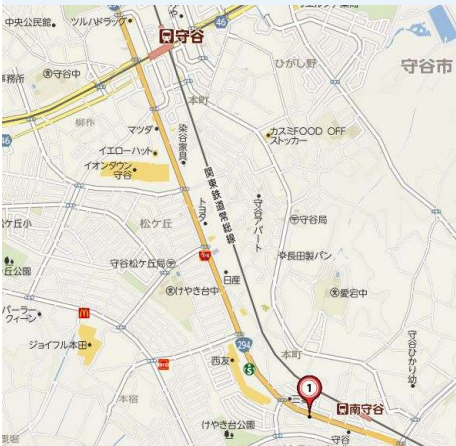 中央公園
ツルハドラッグ
46
守谷
ひがし野
守谷市
事務所
守谷中
本町
46
柳作
マツダ
染谷家具
カスミFOOD OFF
ストッカー
イエローハット
イオンタウン
守谷
関東鉄道常総線
トヨタ
守谷アパート
守谷局
松ケ丘
ケ丘小
丘公園
守谷松ケ丘局
日産
長田製パン
けやき台中
愛宕中
パーラー
クィーン
ジョイフル本田
294
本町
守谷ひかり幼
西友
5
本宿
1
三
南守谷
けやき台公園
守谷